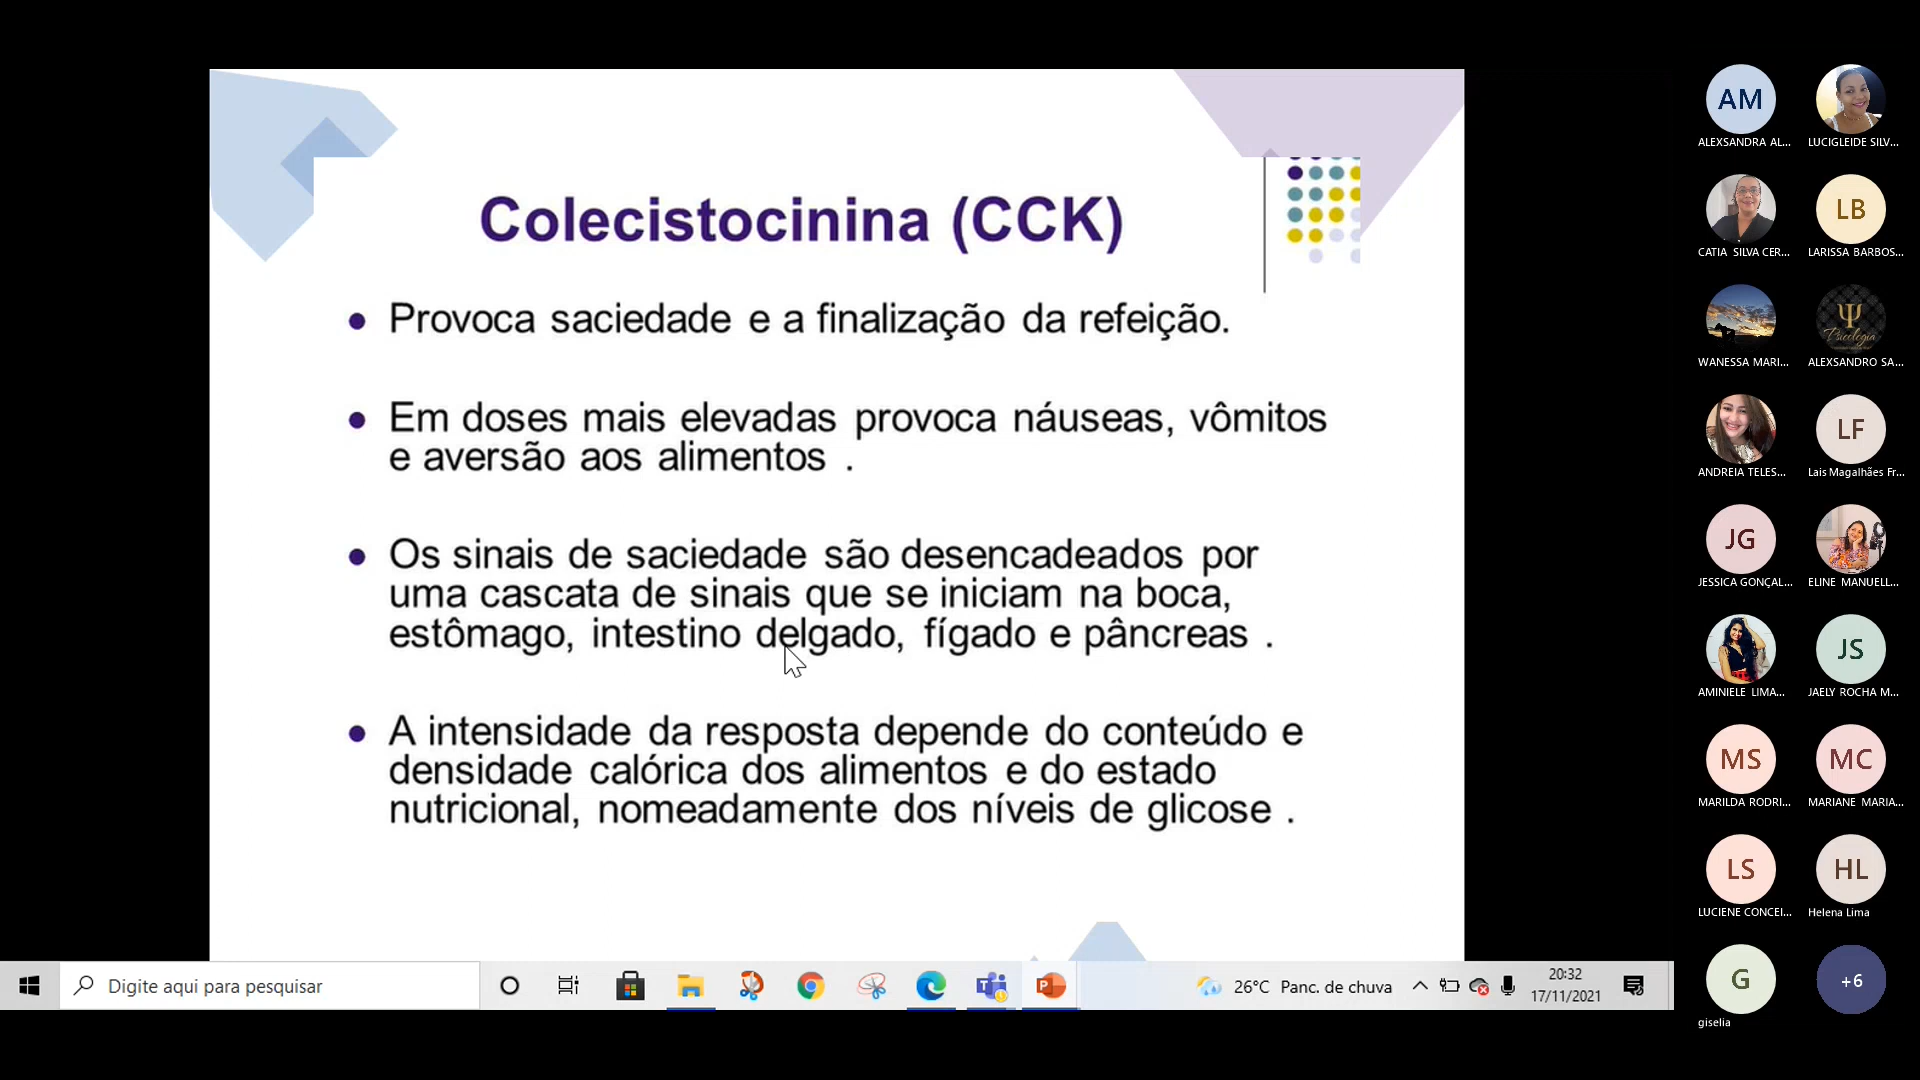 Colecistocinina (CCK)
Provoca saciedade e a finalização da refeição.
Em doses mais elevadas provoca náuseas, vômitos
e aversão aos alimentos .
Os sinais de saciedade são desencadeados por
uma cascata de sinais que se iniciam na boca,
estômago, intestino delgado, fígado e pâncreas .
A intensidade da resposta depende do conteúdo e
densidade calórica dos alimentos e do estado
nutricional, nomeadamente dos níveis de glicose .
AM
ALEXSANDRA AL...
LUCIGLEIDE SILV...
CATIA SILVA CER...
LB
LARISSA BARBOS...
WANESSA MARI...
Ψ
Psicologia
ALEXSANDRO SA...
ANDREIA TELES...
LF
Lais Magalhães Fr...
JG
JESSICA GONÇAL...
ELINE MANUELL...
AMINIELE LIMA...
JS
JAELY ROCHA M...
MS
MARILDA RODRI...
MC
MARIANE MARIA...
LS
LUCIENE CONCEI...
HL
Helena Lima
G
giselia
+6
Digite aqui para pesquisar
26°C Panc. de chuva
20:32
17/11/2021